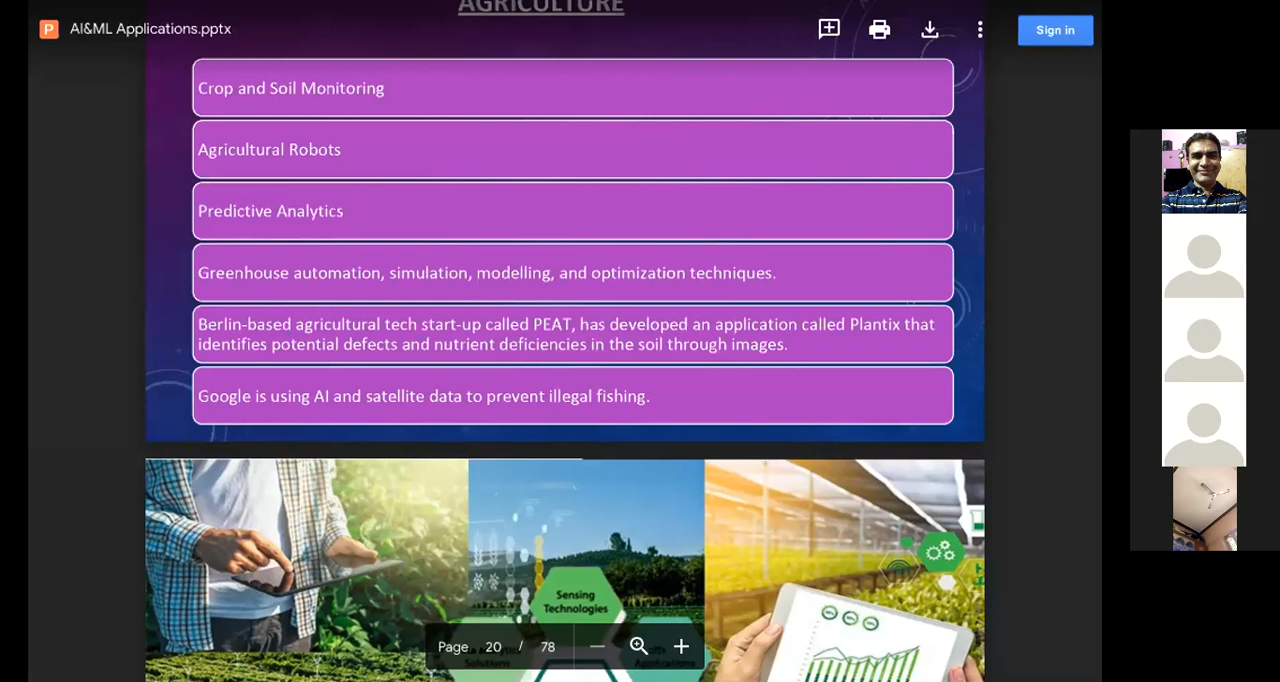 AGRICULTURE
P AI&ML Applications.pptx
Sign in
Crop and Soil Monitoring
Agricultural Robots
Predictive Analytics
Greenhouse automation, simulation, modelling, and optimization techniques.
Berlin-based agricultural tech start-up called PEAT, has developed an application called Plantix that
identifies potential defects and nutrient deficiencies in the soil through images.
Google is using AI and satellite data to prevent illegal fishing.
Sensing
Technologies
Page 20 / 78
Solutions
Applications